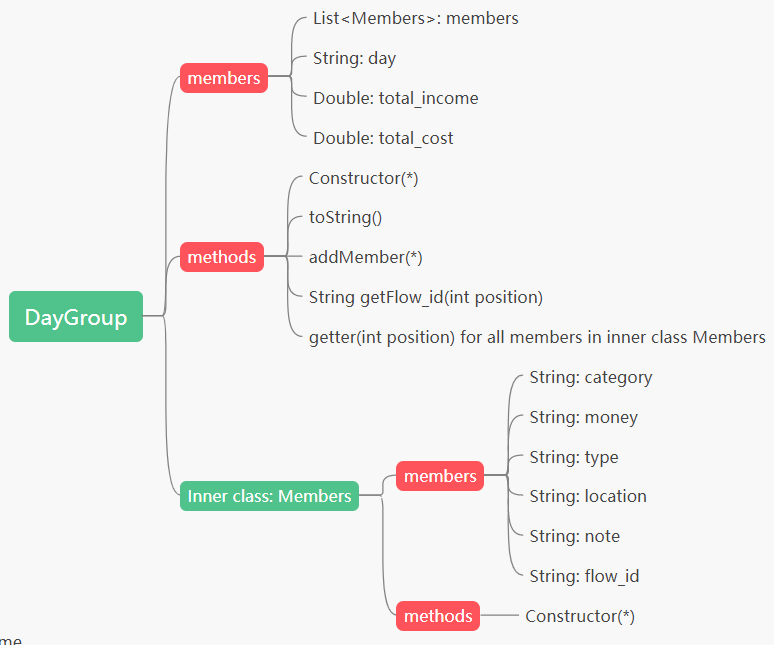 List<Members>: members
members
String: day
Double: total_income
Double: total_cost
Constructor(*)
toString()
methods
addMember(*)
String getFlow_id(int position)
DayGroup
getter(int position) for all members in inner class Members
String: category
String: money
String: type
members
Inner class: Members
String: location
String: note
String: flow_id
methods
Constructor(*)
me